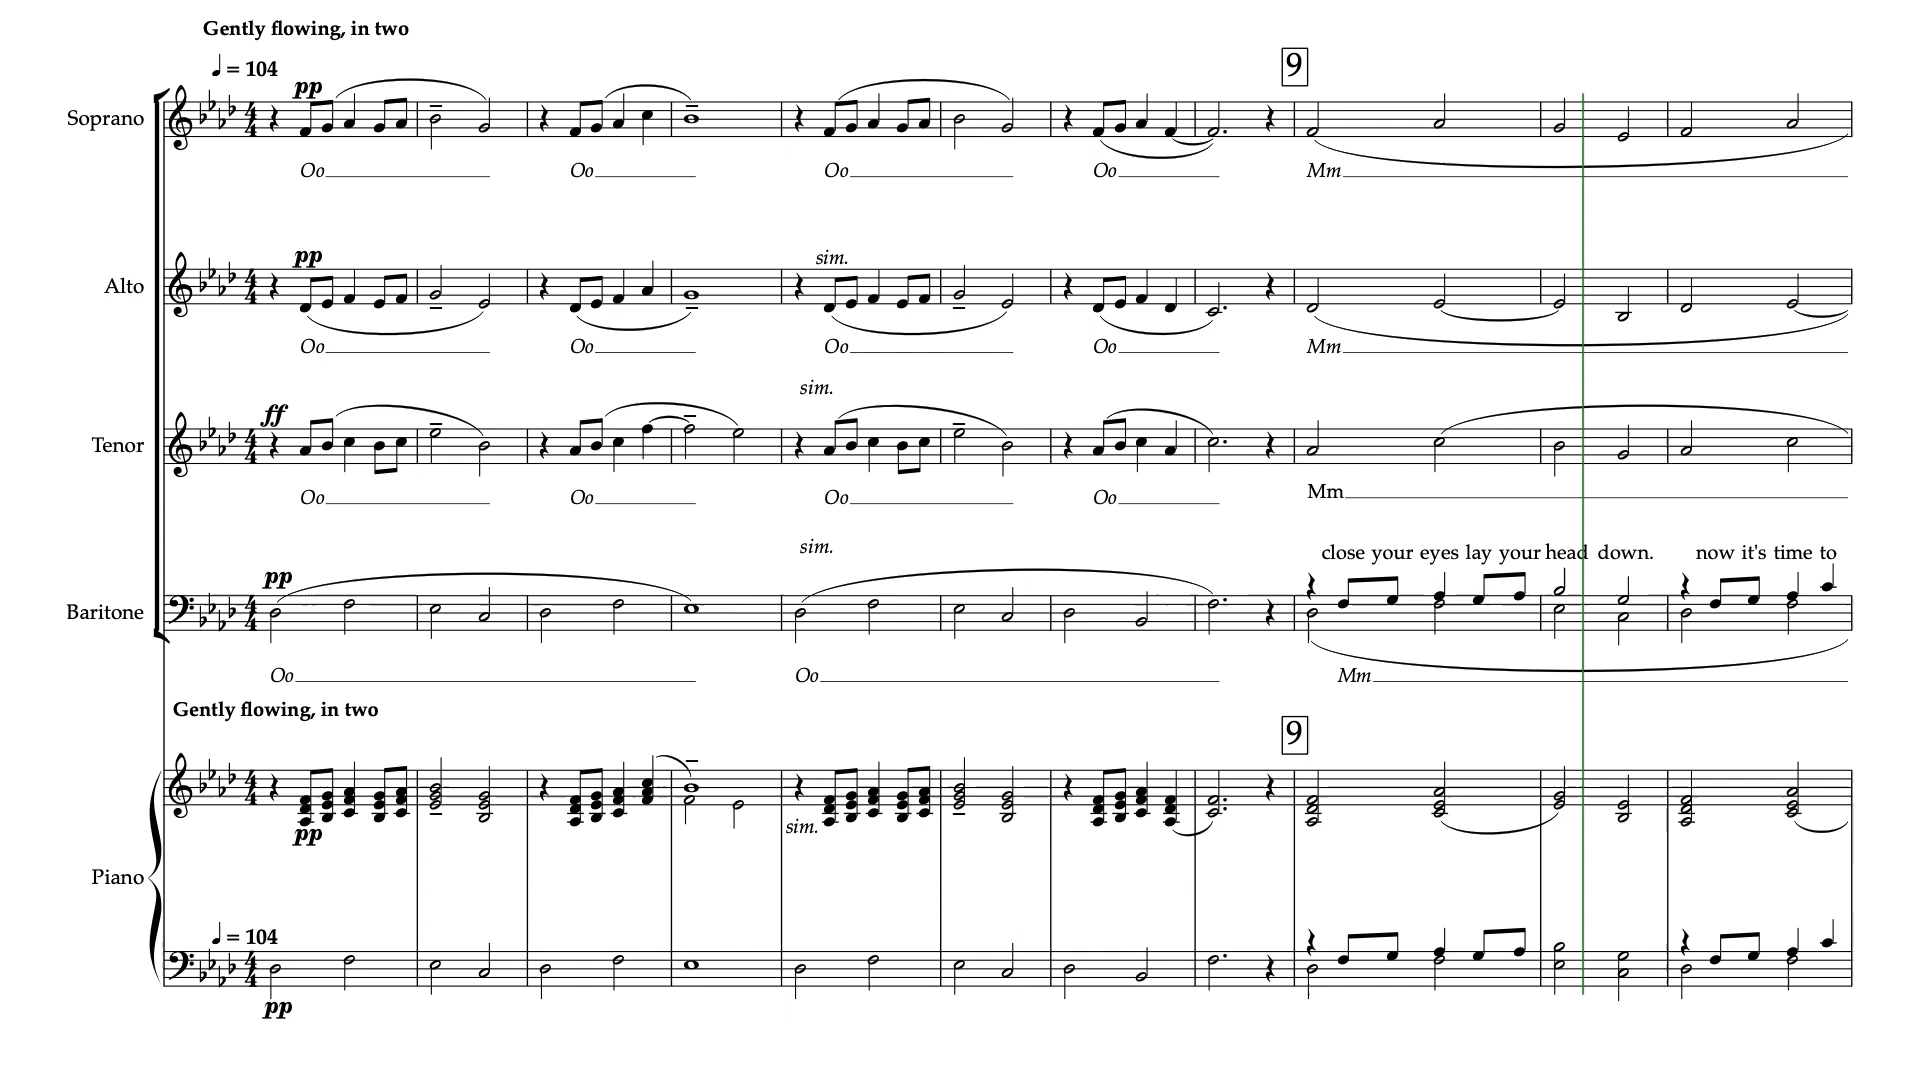 Gently flowing, in two
♩ = 104
9
pp
Soprano
Oo Oo Oo Oo Mm
pp
sim.
Alto
Oo Oo Oo Oo Mm
sim.
ff
Tenor
Oo Oo Oo Oo Mm
sim.
close your eyes lay your head down. now it's time to
pp
Baritone
Oo Oo Mm
Gently flowing, in two
9
sim.
pp
Piano
♩ = 104
pp